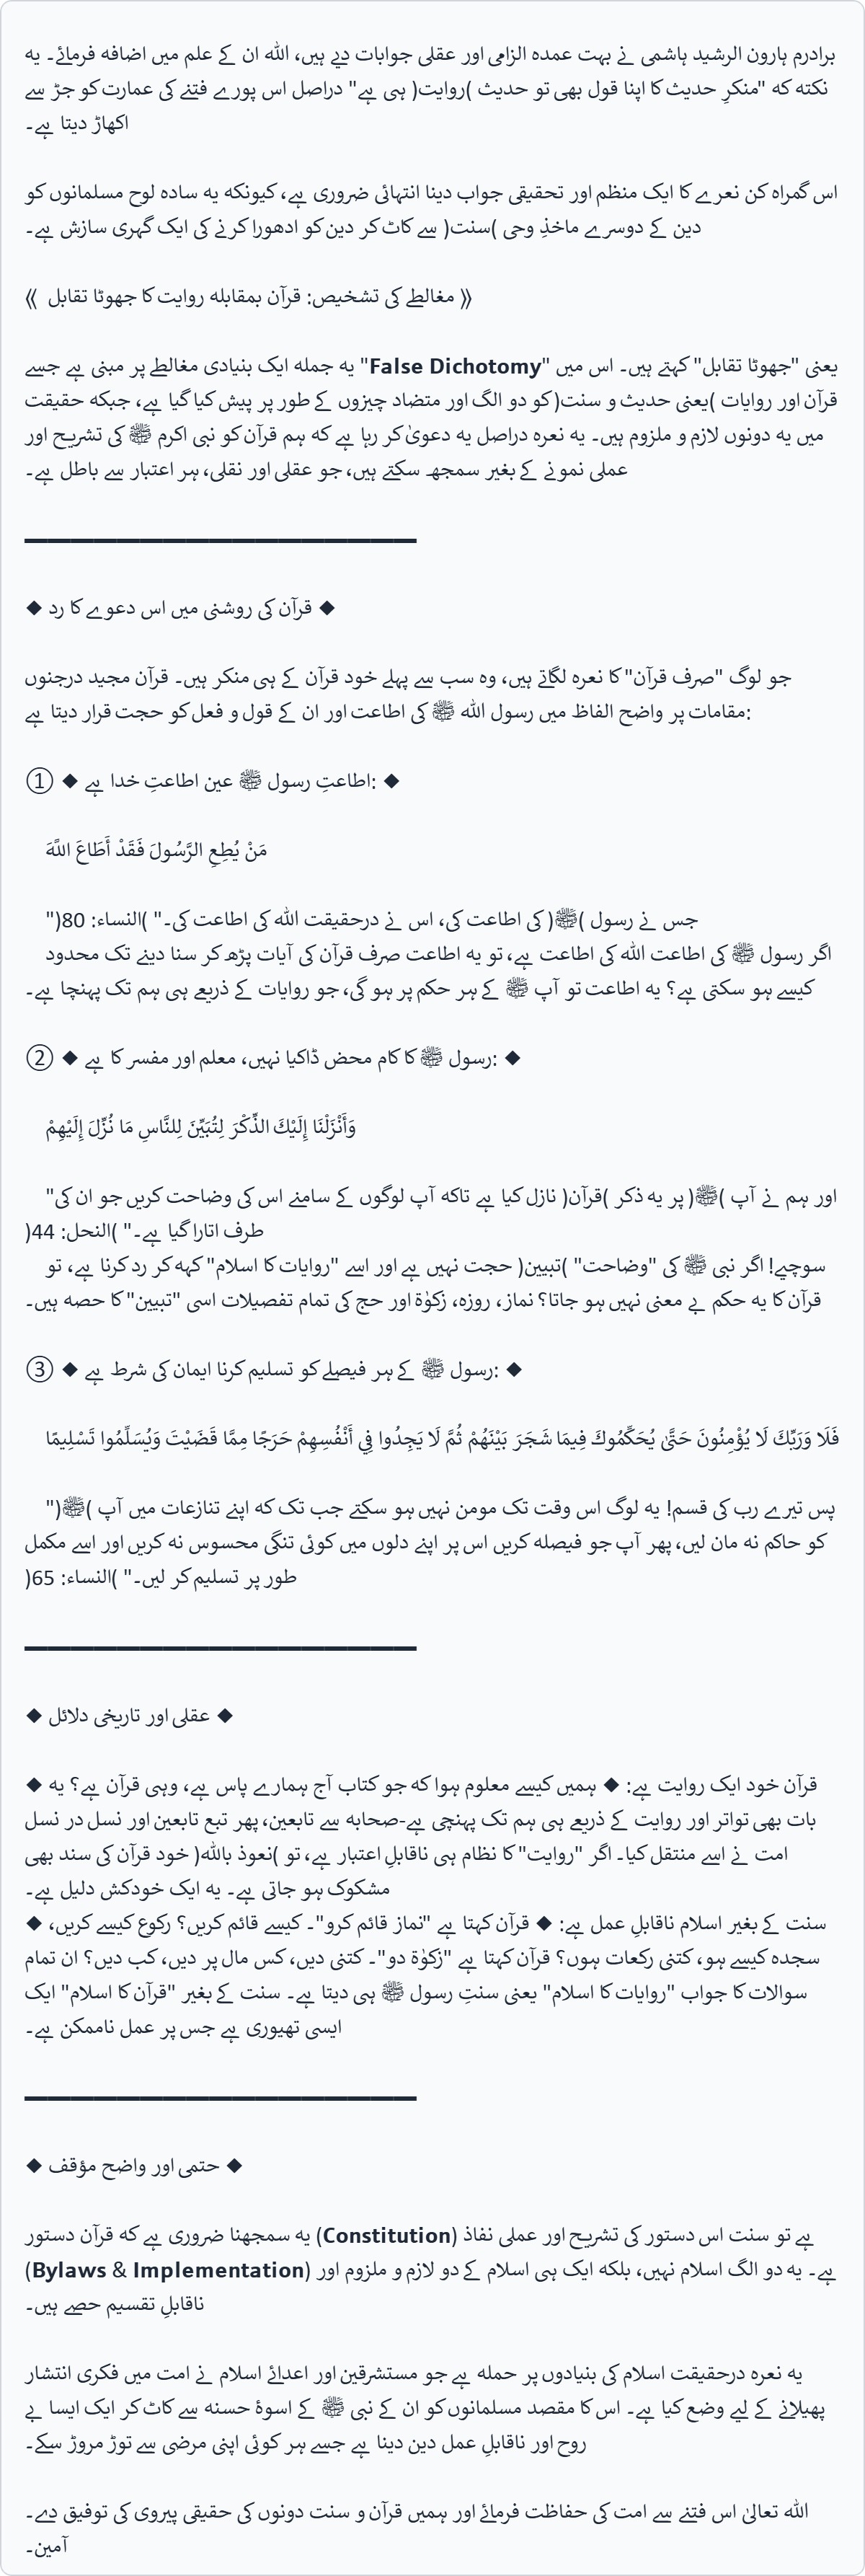 برادرم ہارون الرشید ہاشمی نے بہت عمدہ الزامی اور عقلی جوابات دیے ہیں، اللہ ان کے علم میں اضافہ فرمائے۔ یہ
نکتہ کہ "منکرِ حدیث کا اپنا قول بھی تو حدیث (روایت) ہی ہے" دراصل اس پورے فتنے کی عمارت کو جڑ سے
اکھاڑ دیتا ہے۔
اس گمراہ کن نعرے کا ایک منظم اور تحقیقی جواب دینا انتہائی ضروری ہے، کیونکہ یہ سادہ لوح مسلمانوں کو
دین کے دوسرے ماخذِ وحی (سنت) سے کاٹ کر دین کو ادھورا کرنے کی ایک گہری سازش ہے۔
⟪ مغالطے کی تشخیص: قرآن بمقابلہ روایت کا جھوٹا تقابل ⟫
یہ جملہ ایک بنیادی مغالطے پر مبنی ہے جسے "False Dichotomy" یعنی "جھوٹا تقابل" کہتے ہیں۔ اس میں
قرآن اور روایات (یعنی حدیث و سنت) کو دو الگ اور متضاد چیزوں کے طور پر پیش کیا گیا ہے، جبکہ حقیقت
میں یہ دونوں لازم و ملزوم ہیں۔ یہ نعرہ دراصل یہ دعویٰ کر رہا ہے کہ ہم قرآن کو نبی اکرم ﷺ کی تشریح اور
عملی نمونے کے بغیر سمجھ سکتے ہیں، جو عقلی اور نقلی، ہر اعتبار سے باطل ہے۔
▬▬▬▬▬▬▬▬▬▬▬▬▬▬▬▬▬
◆ قرآن کی روشنی میں اس دعوے کا رد ◆
جو لوگ "صرف قرآن" کا نعرہ لگاتے ہیں، وہ سب سے پہلے خود قرآن کے ہی منکر ہیں۔ قرآن مجید درجنوں
مقامات پر واضح الفاظ میں رسول اللہ ﷺ کی اطاعت اور ان کے قول و فعل کو حجت قرار دیتا ہے:
① ◆ اطاعتِ رسول ﷺ عین اطاعتِ خدا ہے: ◆
مَنْ يُطِعِ الرَّسُولَ فَقَدْ أَطَاعَ اللَّهَ
"جس نے رسول (ﷺ) کی اطاعت کی، اس نے درحقیقت اللہ کی اطاعت کی۔" (النساء: 80)
اگر رسول ﷺ کی اطاعت اللہ کی اطاعت ہے، تو یہ اطاعت صرف قرآن کی آیات پڑھ کر سنا دینے تک محدود
کیسے ہو سکتی ہے؟ یہ اطاعت تو آپ ﷺ کے ہر حکم پر ہو گی، جو روایات کے ذریعے ہی ہم تک پہنچا ہے۔
② ◆ رسول ﷺ کا کام محض ڈاکیا نہیں، معلم اور مفسر کا ہے: ◆
وَأَنْزَلْنَا إِلَيْكَ الذِّكْرَ لِتُبَيِّنَ لِلنَّاسِ مَا نُزِّلَ إِلَيْهِمْ
"اور ہم نے آپ (ﷺ) پر یہ ذکر (قرآن) نازل کیا ہے تاکہ آپ لوگوں کے سامنے اس کی وضاحت کریں جو ان کی
طرف اتارا گیا ہے۔" (النحل: 44)
سوچیے! اگر نبی ﷺ کی "وضاحت" (تبیین) حجت نہیں ہے اور اسے "روایات کا اسلام" کہہ کر رد کرنا ہے، تو
قرآن کا یہ حکم بے معنی نہیں ہو جاتا؟ نماز، روزہ، زکوٰۃ اور حج کی تمام تفصیلات اسی "تبیین" کا حصہ ہیں۔
③ ◆ رسول ﷺ کے ہر فیصلے کو تسلیم کرنا ایمان کی شرط ہے: ◆
فَلَا وَرَبِّكَ لَا يُؤْمِنُونَ حَتَّىٰ يُحَكِّمُوكَ فِيمَا شَجَرَ بَيْنَهُمْ ثُمَّ لَا يَجِدُوا فِي أَنْفُسِهِمْ حَرَجًا مِمَّا قَضَيْتَ وَيُسَلِّمُوا تَسْلِيمًا
"پس تیرے رب کی قسم! یہ لوگ اس وقت تک مومن نہیں ہو سکتے جب تک کہ اپنے تنازعات میں آپ (ﷺ)
کو حاکم نہ مان لیں، پھر آپ جو فیصلہ کریں اس پر اپنے دلوں میں کوئی تنگی محسوس نہ کریں اور اسے مکمل
طور پر تسلیم کر لیں۔" (النساء: 65)
▬▬▬▬▬▬▬▬▬▬▬▬▬▬▬▬▬
◆ عقلی اور تاریخی دلائل ◆
◆ قرآن خود ایک روایت ہے: ◆ ہمیں کیسے معلوم ہوا کہ جو کتاب آج ہمارے پاس ہے، وہی قرآن ہے؟ یہ
بات بھی تواتر اور روایت کے ذریعے ہی ہم تک پہنچی ہے-صحابہ سے تابعین، پھر تبع تابعین اور نسل در نسل
امت نے اسے منتقل کیا۔ اگر "روایت" کا نظام ہی ناقابلِ اعتبار ہے، تو (نعوذ باللہ) خود قرآن کی سند بھی
مشکوک ہو جاتی ہے۔ یہ ایک خودکش دلیل ہے۔
◆ سنت کے بغیر اسلام ناقابلِ عمل ہے: ◆ قرآن کہتا ہے "نماز قائم کرو"۔ کیسے قائم کریں؟ رکوع کیسے کریں،
سجدہ کیسے ہو، کتنی رکعات ہوں؟ قرآن کہتا ہے "زکوٰۃ دو"۔ کتنی دیں، کس مال پر دیں، کب دیں؟ ان تمام
سوالات کا جواب "روایات کا اسلام" یعنی سنتِ رسول ﷺ ہی دیتا ہے۔ سنت کے بغیر "قرآن کا اسلام" ایک
ایسی تھیوری ہے جس پر عمل ناممکن ہے۔
▬▬▬▬▬▬▬▬▬▬▬▬▬▬▬▬▬
◆ حتمی اور واضح مؤقف ◆
یہ سمجھنا ضروری ہے کہ قرآن دستور (Constitution) ہے تو سنت اس دستور کی تشریح اور عملی نفاذ
(Bylaws & Implementation) ہے۔ یہ دو الگ اسلام نہیں، بلکہ ایک ہی اسلام کے دو لازم و ملزوم اور
ناقابلِ تقسیم حصے ہیں۔
یہ نعرہ درحقیقت اسلام کی بنیادوں پر حملہ ہے جو مستشرقین اور اعدائے اسلام نے امت میں فکری انتشار
پھیلانے کے لیے وضع کیا ہے۔ اس کا مقصد مسلمانوں کو ان کے نبی ﷺ کے اسوۂ حسنہ سے کاٹ کر ایک ایسا بے
روح اور ناقابلِ عمل دین دینا ہے جسے ہر کوئی اپنی مرضی سے توڑ مروڑ سکے۔
اللہ تعالیٰ اس فتنے سے امت کی حفاظت فرمائے اور ہمیں قرآن و سنت دونوں کی حقیقی پیروی کی توفیق دے۔
آمین۔